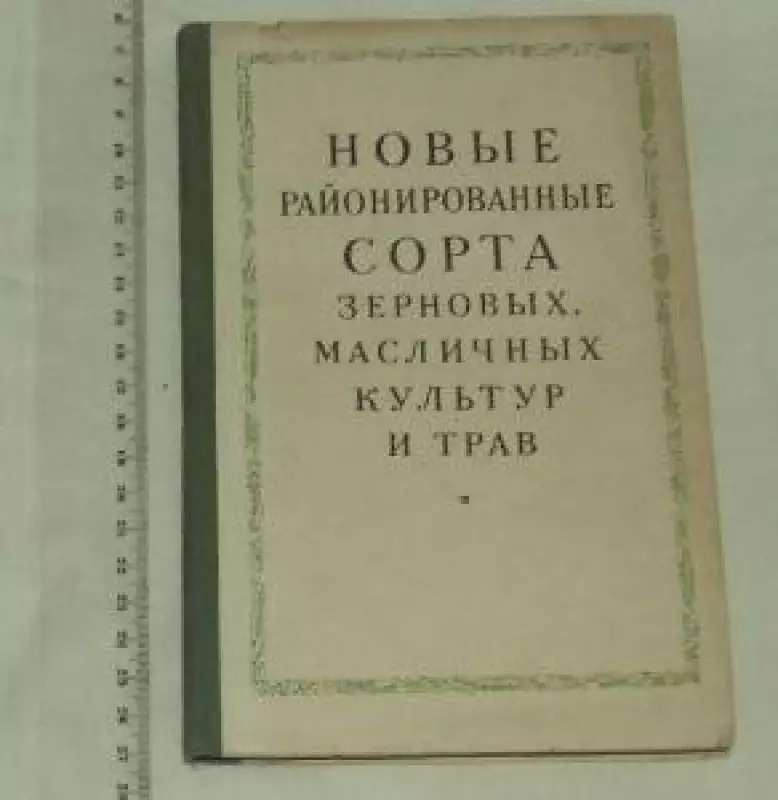 НОВЫЕ
РАЙОНИРОВАННЫЕ
СОРТА
ЗЕРНОВЫХ,
МАСЛИЧНЫХ
КУЛЬТУР
И ТРАВ